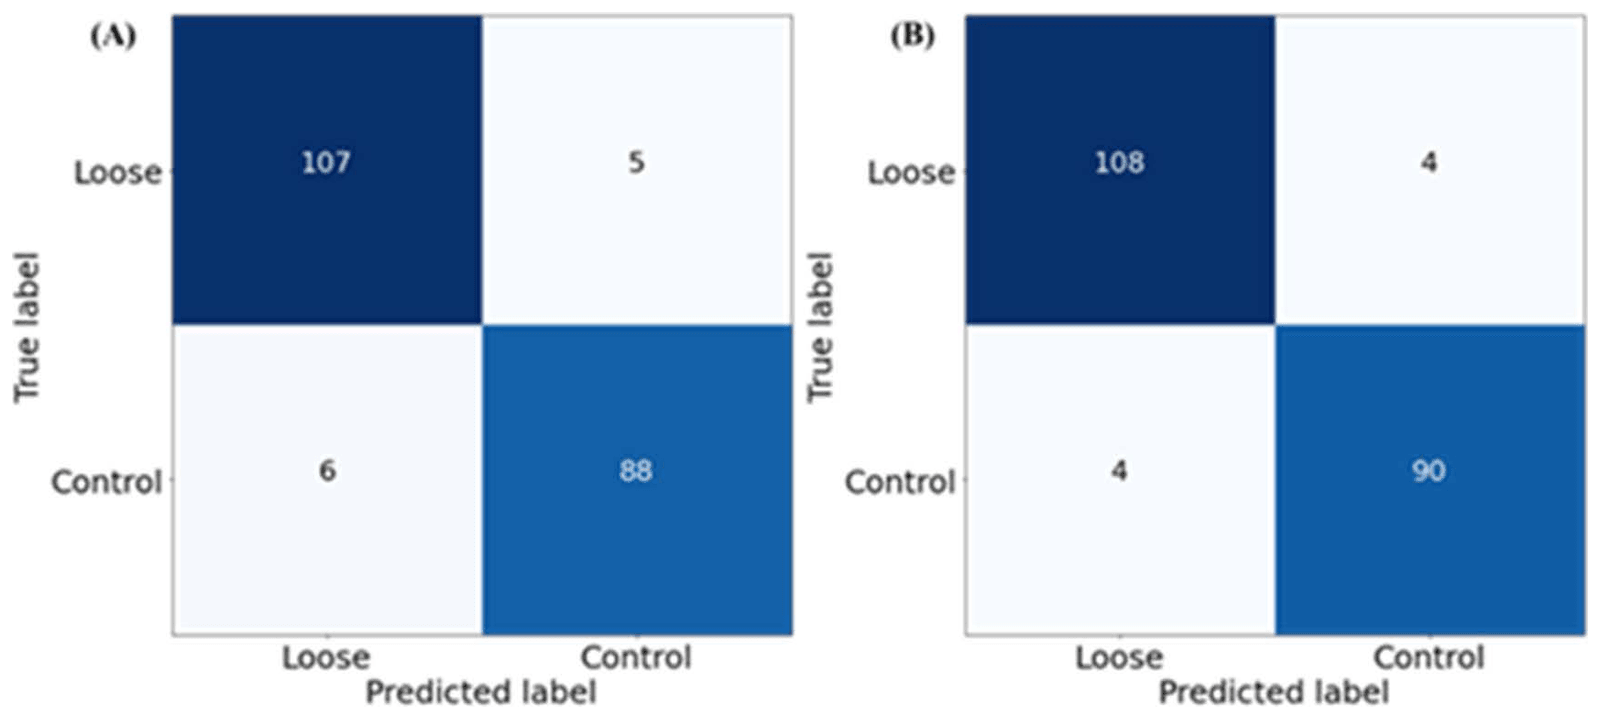 (A)
107
5
Loose
True label
6
88
Control
Loose
Control
Predicted label
(B)
108
4
Loose
True label
4
90
Control
Loose
Control
Predicted label